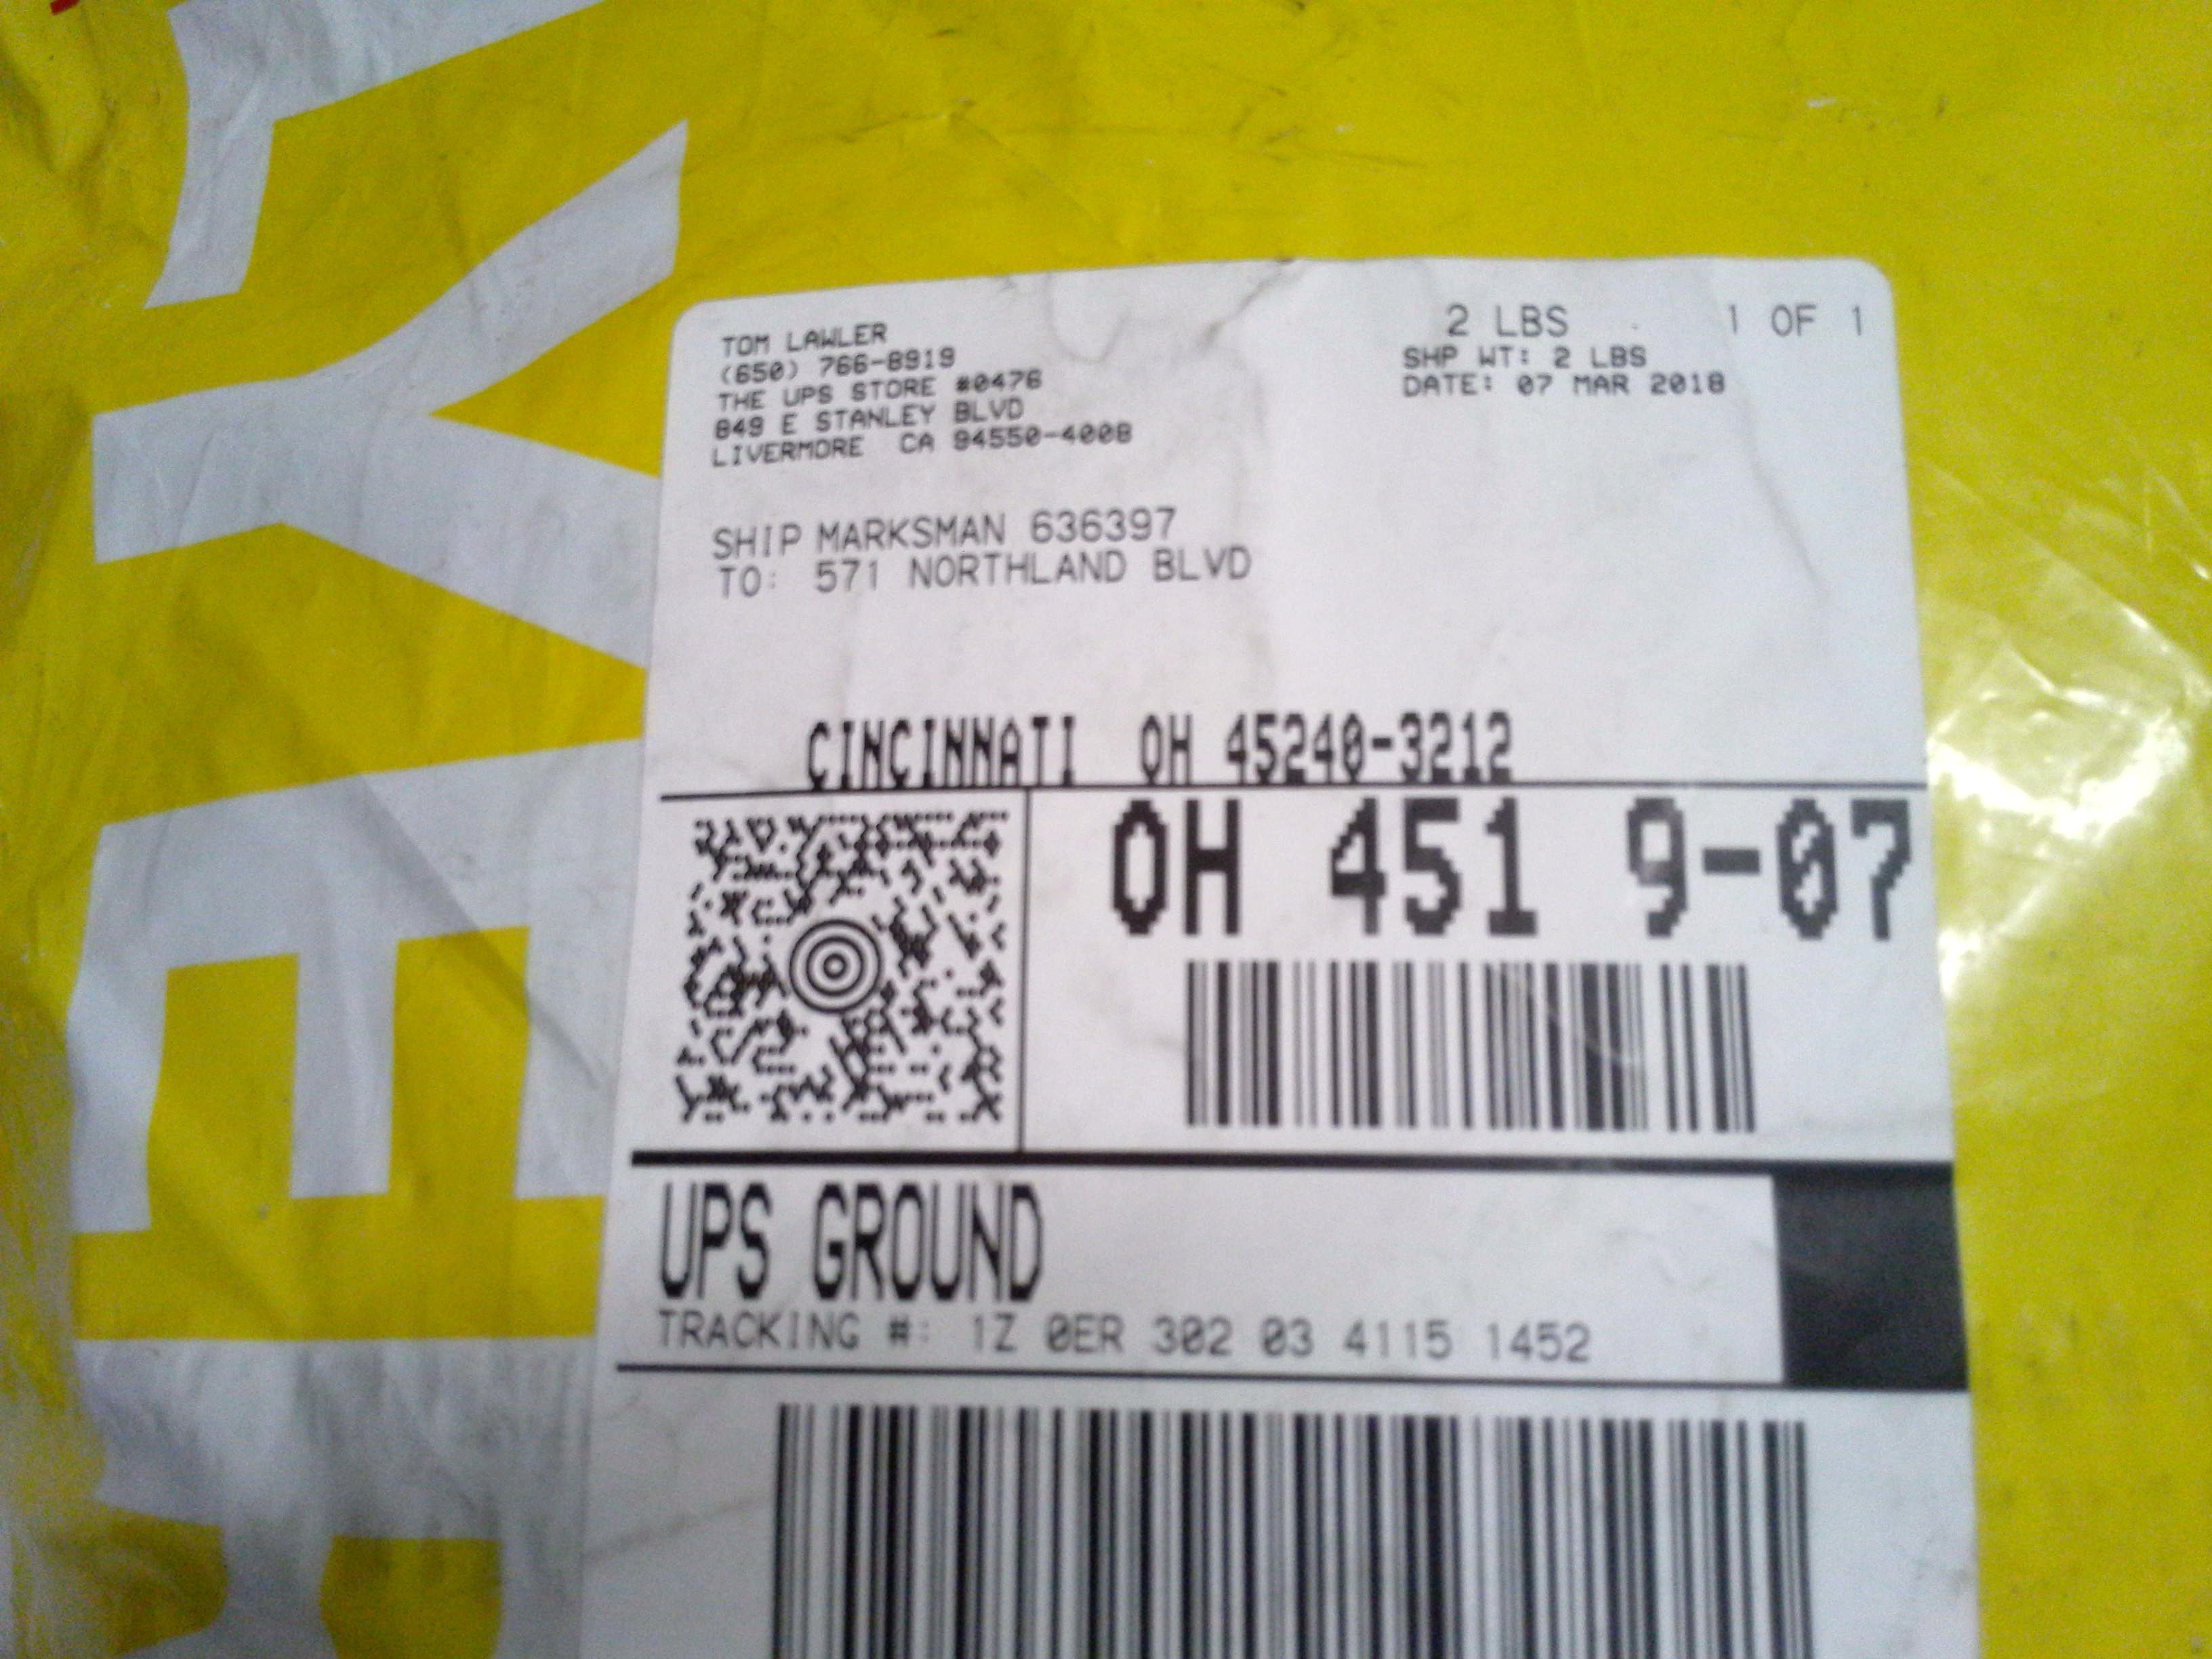 TOM LAWLER
(650) 766-8919
THE UPS STORE #0476
849 E STANLEY BLVD
LIVERMORE CA 94550-4008
2 LBS 1 OF 1
SHP WT: 2 LBS
DATE: 07 MAR 2018
SHIP MARKSMAN 636397
TO: 571 NORTHLAND BLVD
CINCINNATI OH 45240-3212
OH 451 9-07
UPS GROUND
TRACKING #: 1Z 0ER 302 03 4115 1452